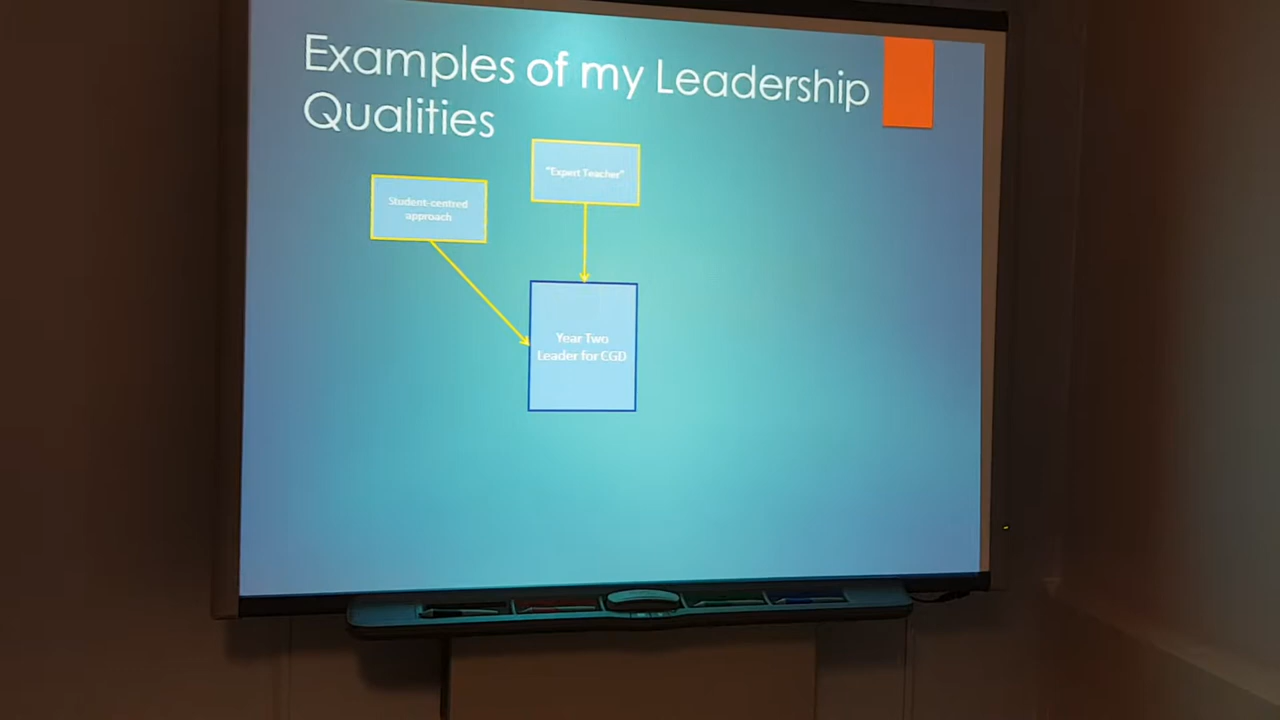 Examples of my Leadership
Qualities
"Expert Teacher"
Student-centred
approach
Year Two
Leader for CGD